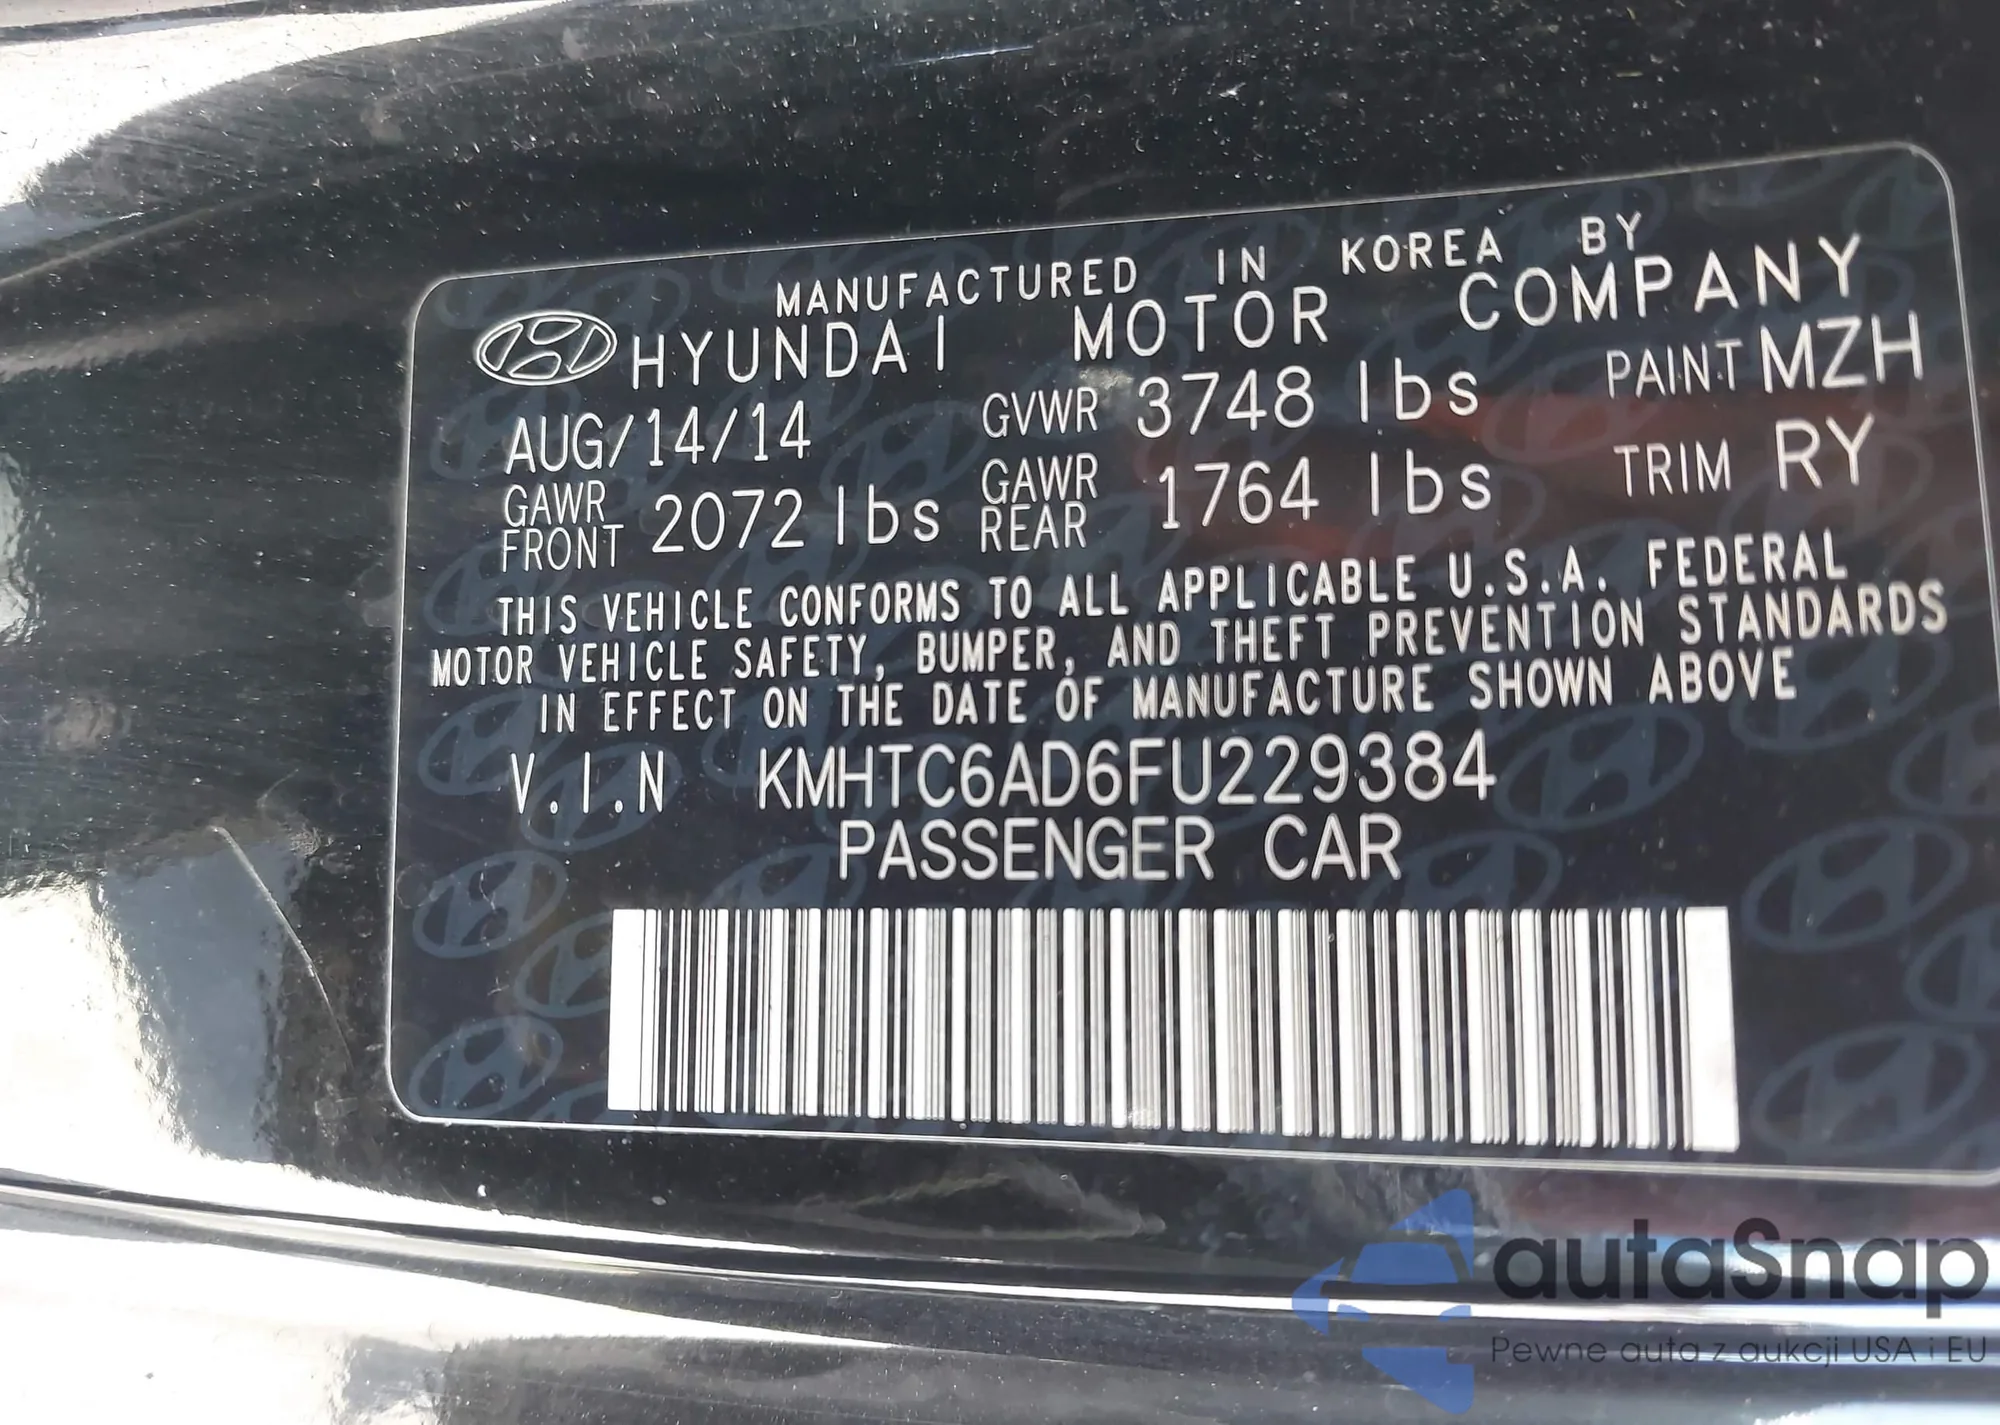 MANUFACTURED IN KOREA BY
HYUNDAI MOTOR COMPANY
AUG/14/14 GVWR 3748 lbs PAINT MZH
GAWR FRONT 2072 lbs GAWR REAR 1764 lbs TRIM RY
THIS VEHICLE CONFORMS TO ALL APPLICABLE U.S.A. FEDERAL
MOTOR VEHICLE SAFETY, BUMPER, AND THEFT PREVENTION STANDARDS
IN EFFECT ON THE DATE OF MANUFACTURE SHOWN ABOVE
V.I.N KMHTC6AD6FU229384
PASSENGER CAR
autaSnap
Pewne auta z aukcji USA i EU